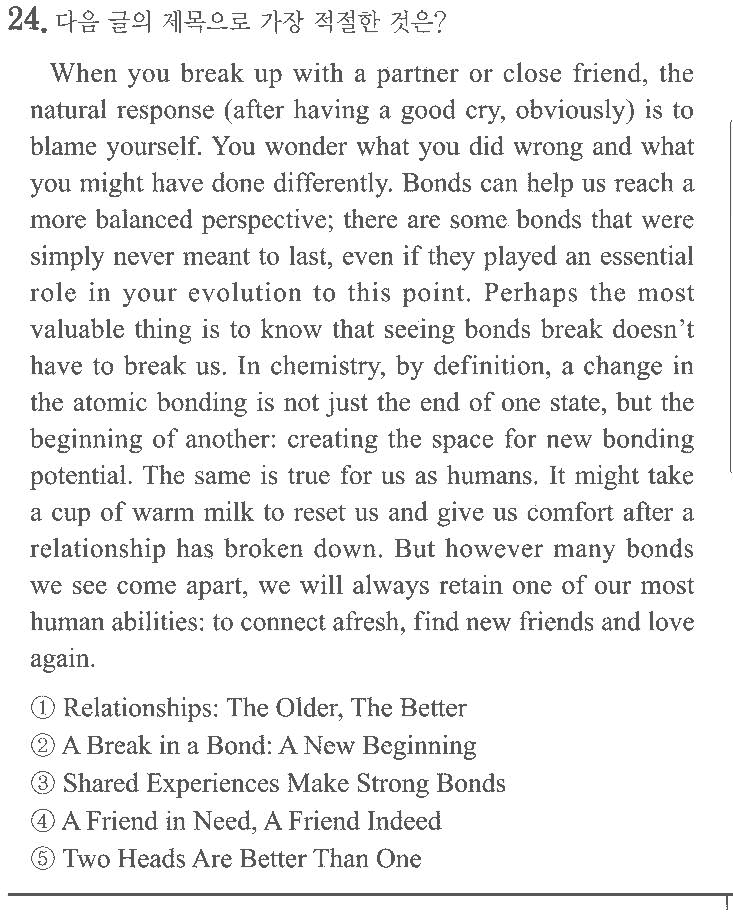 24. 다음 글의 제목으로 가장 적절한 것은?
When you break up with a partner or close friend, the
natural response (after having a good cry, obviously) is to
blame yourself. You wonder what you did wrong and what
you might have done differently. Bonds can help us reach a
more balanced perspective; there are some bonds that were
simply never meant to last, even if they played an essential
role in your evolution to this point. Perhaps the most
valuable thing is to know that seeing bonds break doesn't
have to break us. In chemistry, by definition, a change in
the atomic bonding is not just the end of one state, but the
beginning of another: creating the space for new bonding
potential. The same is true for us as humans. It might take
a cup of warm milk to reset us and give us comfort after a
relationship has broken down. But however many bonds
we see come apart, we will always retain one of our most
human abilities: to connect afresh, find new friends and love
again.
① Relationships: The Older, The Better
② A Break in a Bond: A New Beginning
③ Shared Experiences Make Strong Bonds
④ A Friend in Need, A Friend Indeed
⑤ Two Heads Are Better Than One